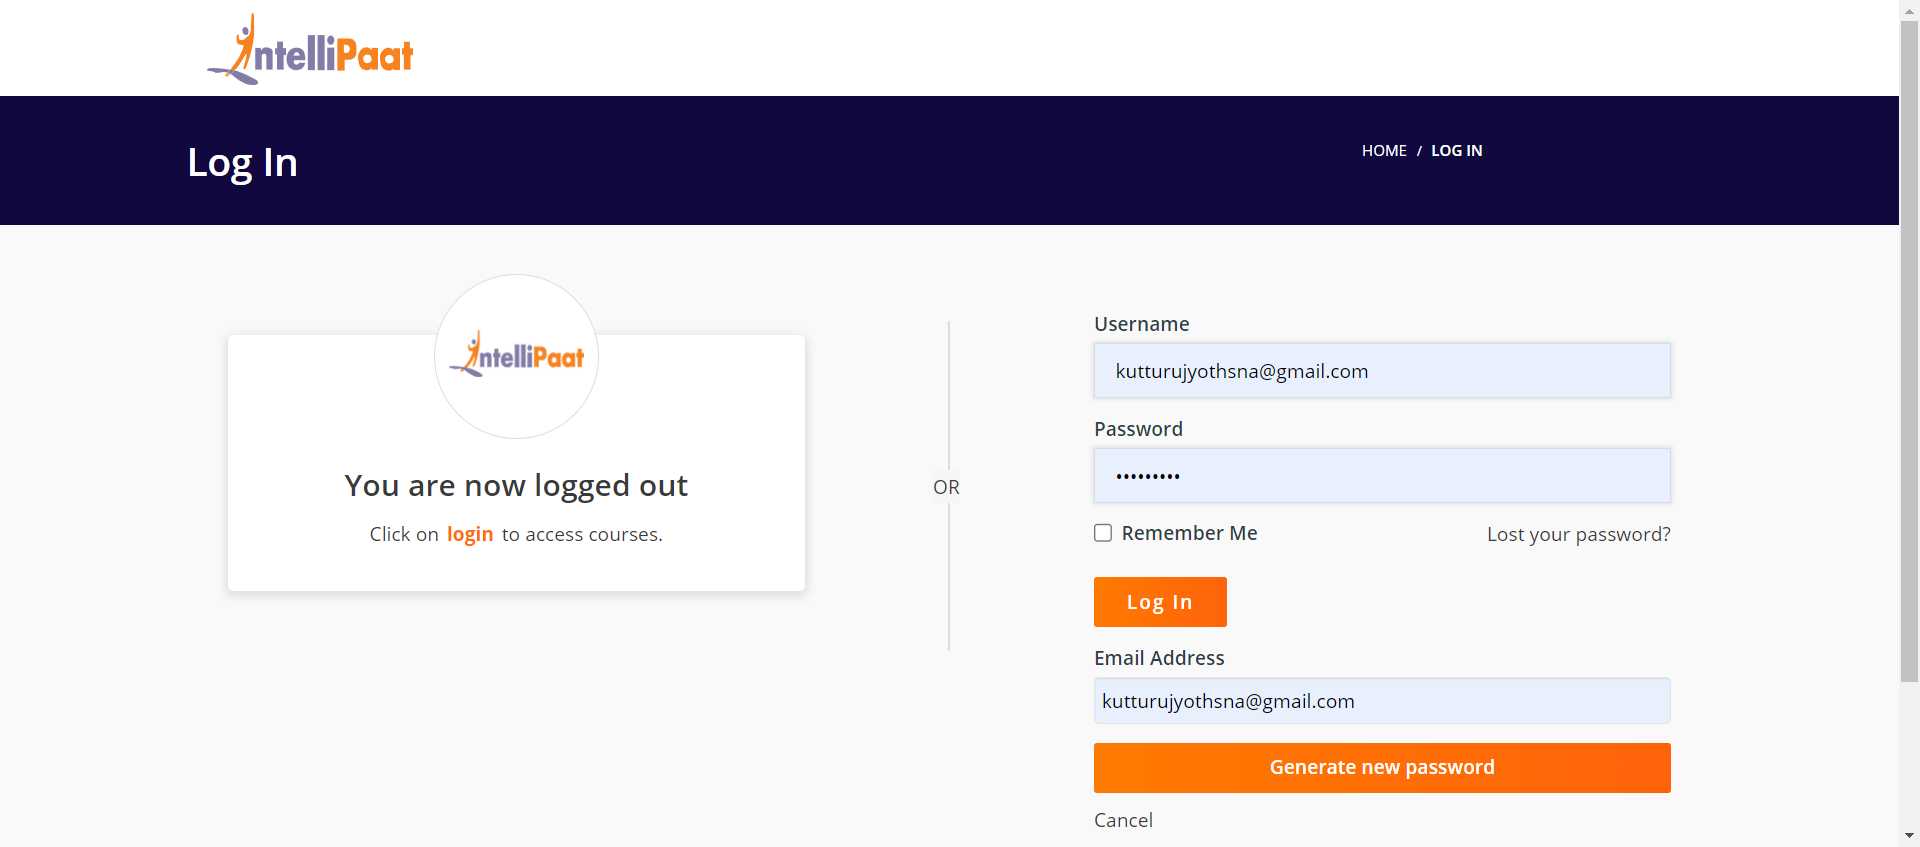 IntelliPaat
Log In
HOME / LOG IN
IntelliPaat
You are now logged out
Click on login to access courses.
OR
Username
kutturujyothsna@gmail.com
Password
•••••••••
Remember Me
Lost your password?
Log In
Email Address
kutturujyothsna@gmail.com
Generate new password
Cancel